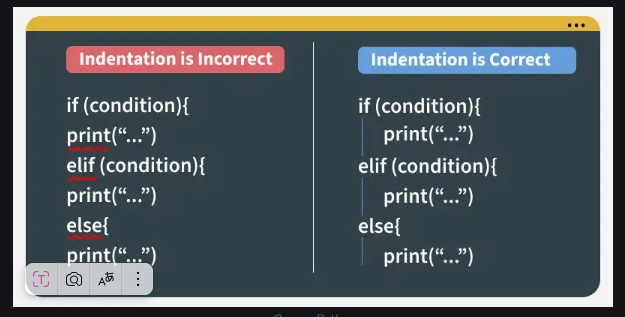 Indentation is Incorrect
if (condition){
print(“...”)
elif (condition){
print(“...”)
else{
print(“...”)
Indentation is Correct
if (condition){
print(“...”)
elif (condition){
print(“...”)
else{
print(“...”)